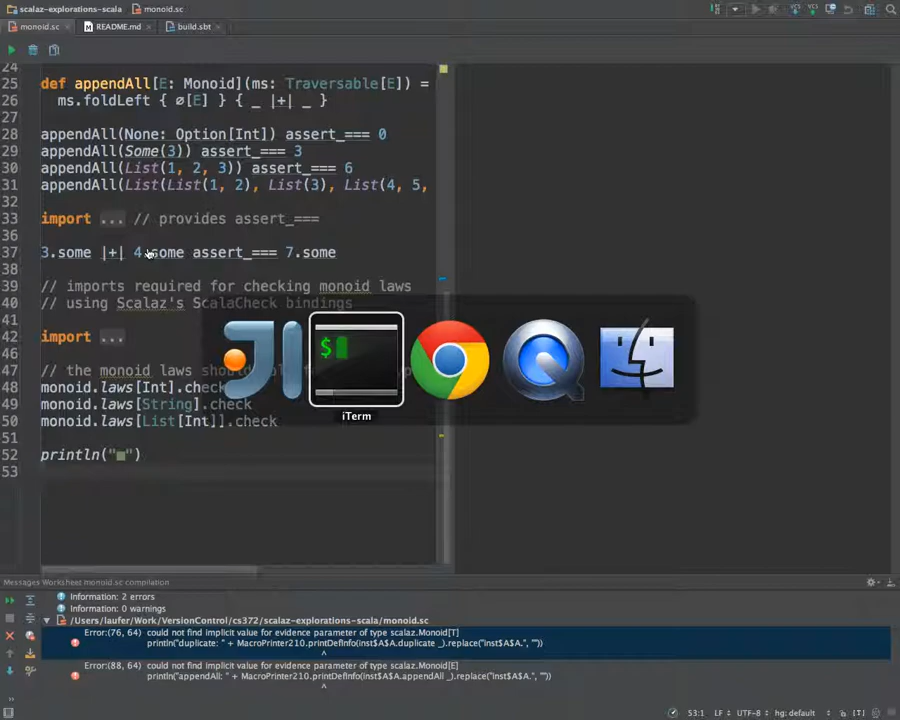 scalaz-explorations-scala monoid.sc
monoid.sc README.md build.sbt
24
25 def appendAll[E: Monoid](ms: Traversable[E]) =
26 ms.foldLeft { ∅[E] } { _ |+| _ }
28 appendAll(None: Option[Int]) assert_=== 0
29 appendAll(Some(3)) assert_=== 3
30 appendAll(List(1, 2, 3)) assert_=== 6
31 appendAll(List(List(1, 2), List(3), List(4, 5,
32
33 import ... // provides assert_===
36
37 3.some |+| 4.some assert_=== 7.some
38
39 // imports required for checking monoid laws
40 // using Scalaz's ScalaCheck bindings
41
42 import ...
46
47 // the monoid laws
48 monoid.laws[Int].check
49 monoid.laws[String].check
50 monoid.laws[List[Int]].check
51
52 println("■")
53
$
iTerm
Messages Worksheet monoid.sc compilation
Information: 2 errors
Information: 0 warnings
/Users/laufer/Work/VersionControl/cs372/scalaz-explorations-scala/monoid.sc
Error:(76, 64) could not find implicit value for evidence parameter of type scalaz.Monoid[T]
println("duplicate: " + MacroPrinter210.printDefInfo(inst$A$A.duplicate _).replace("inst$A$A.", ""))
^
Error:(88, 64) could not find implicit value for evidence parameter of type scalaz.Monoid[E]
println("appendAll: " + MacroPrinter210.printDefInfo(inst$A$A.appendAll _).replace("inst$A$A.", ""))
^
53:1 LF UTF-8 hg: default [T]